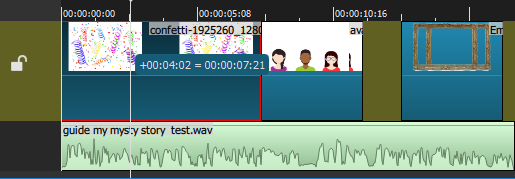 00:00:00:00 00:00:05:08 00:00:10:16
confetti-1925260_1280 ava Em
+00:04:02 = 00:00:07:21
guide my mystry story test.wav